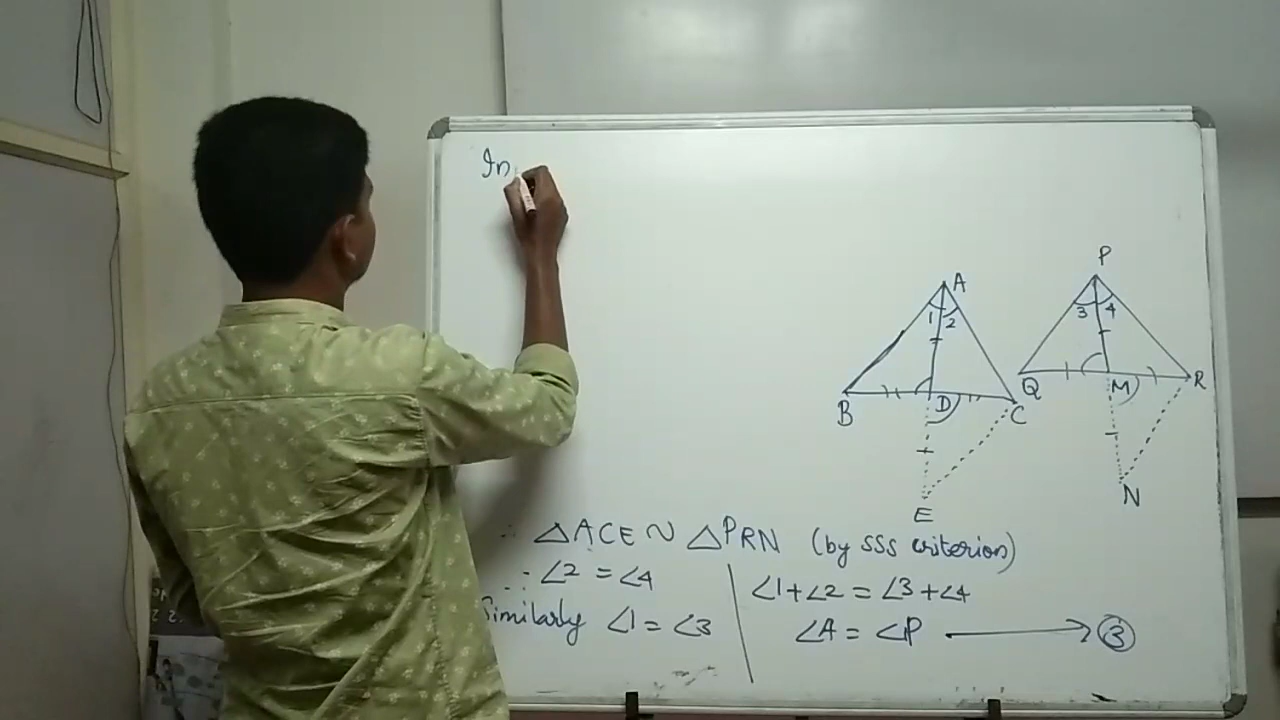 In
P
A
3 4
1 2
Q M R
B D C
N
E
∴ △ACE ~ △PRN (by SSS criterion)
∴ ∠2 = ∠4
∠1+∠2 = ∠3+∠4
Similarly ∠1 = ∠3
∠A = ∠P → ③